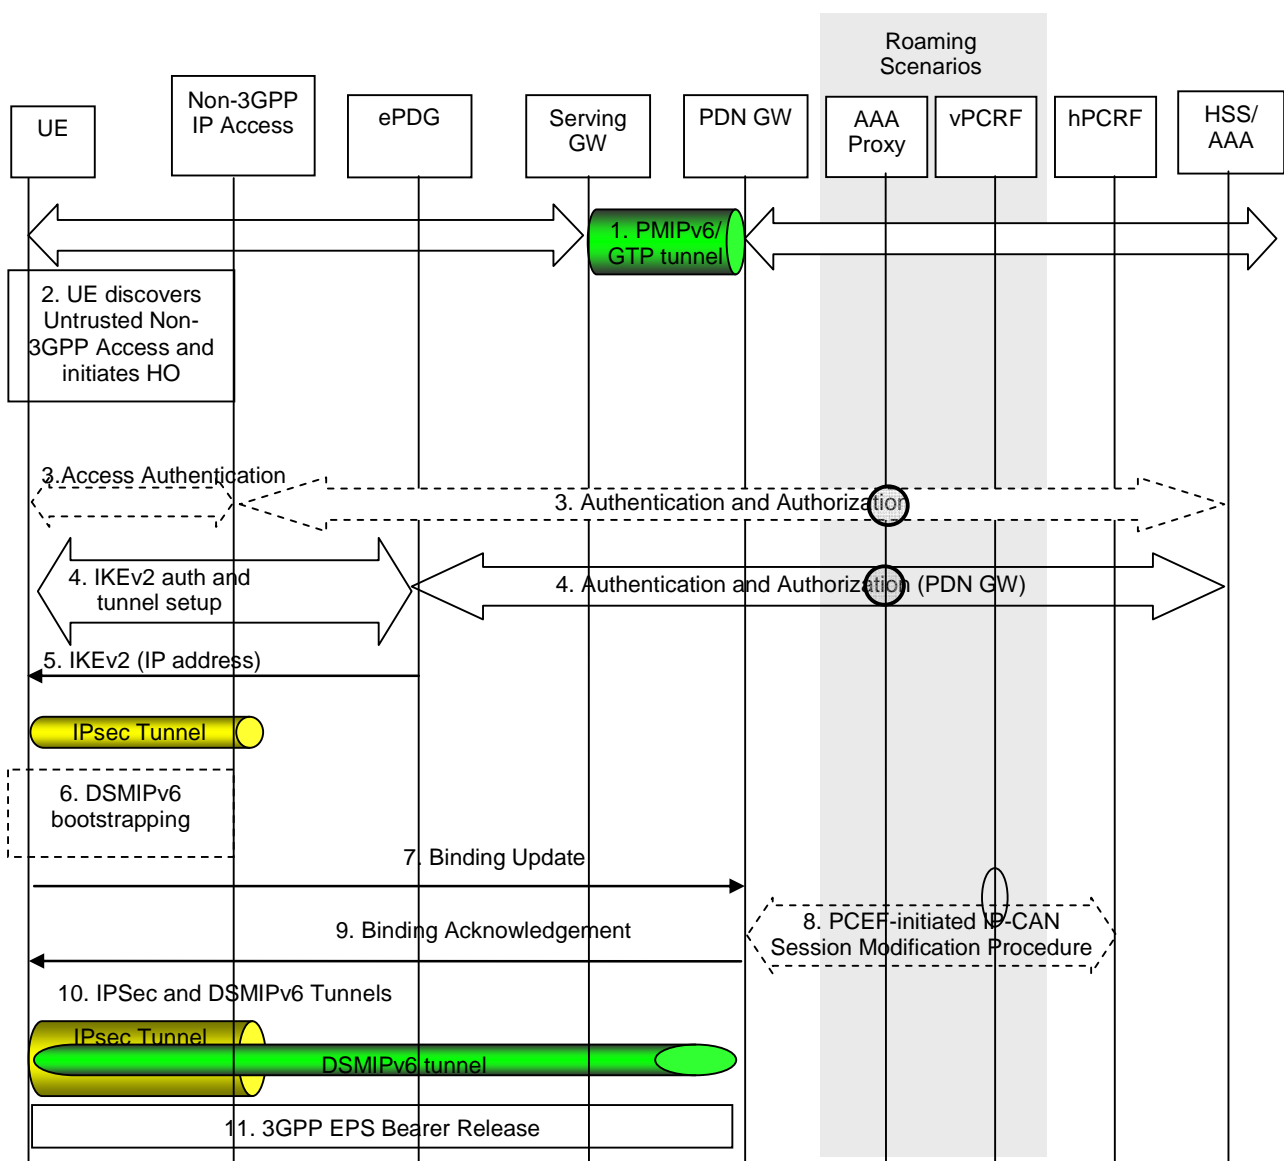 Roaming
Scenarios
UE
Non-3GPP
IP Access
ePDG
Serving
GW
PDN GW
AAA
Proxy
vPCRF
hPCRF
HSS/
AAA
1. PMIPv6/
GTP tunnel
2. UE discovers
Untrusted Non-
3GPP Access and
initiates HO
3.Access Authentication
3. Authentication and Authorization
4. IKEv2 auth and
tunnel setup
4. Authentication and Authorization (PDN GW)
5. IKEv2 (IP address)
IPsec Tunnel
6. DSMIPv6
bootstrapping
7. Binding Update
8. PCEF-initiated IP-CAN
Session Modification Procedure
9. Binding Acknowledgement
10. IPSec and DSMIPv6 Tunnels
IPsec Tunnel
DSMIPv6 tunnel
11. 3GPP EPS Bearer Release